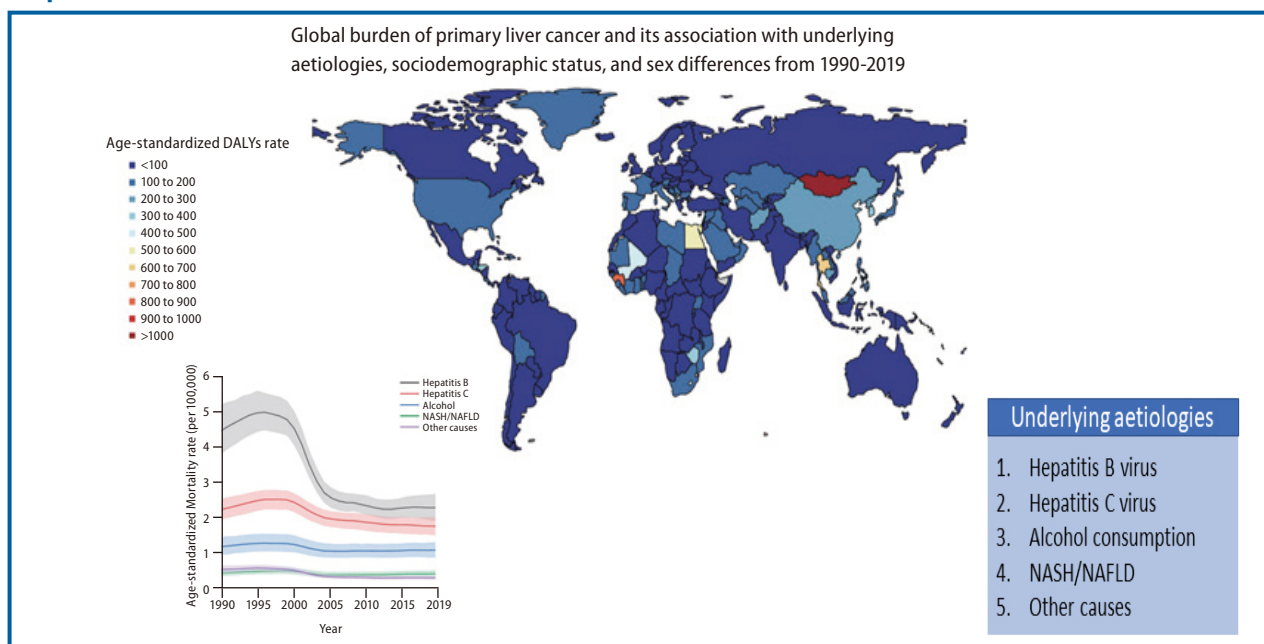 Global burden of primary liver cancer and its association with underlying
aetiologies, sociodemographic status, and sex differences from 1990-2019
Age-standardized DALYs rate
<100
100 to 200
200 to 300
300 to 400
400 to 500
500 to 600
600 to 700
700 to 800
800 to 900
900 to 1000
>1000
Age-standardized Mortality rate (per 100,000)
6
5
4
3
2
1
0
1990 1995 2000 2005 2010 2015 2019
Year
Hepatitis B
Hepatitis C
Alcohol
NASH/NAFLD
Other causes
Underlying aetiologies
1. Hepatitis B virus
2. Hepatitis C virus
3. Alcohol consumption
4. NASH/NAFLD
5. Other causes